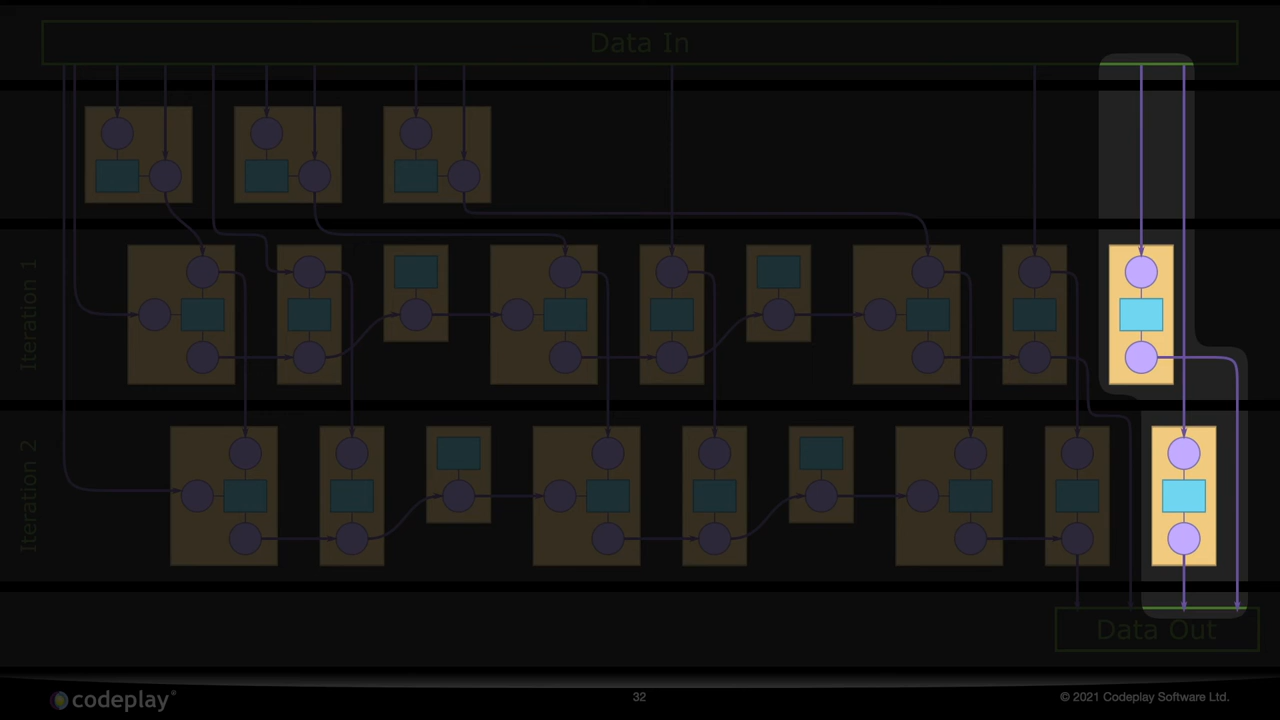 Data In
Iteration 1
Iteration 2
Data Out
codeplay®
32
© 2021 Codeplay Software Ltd.